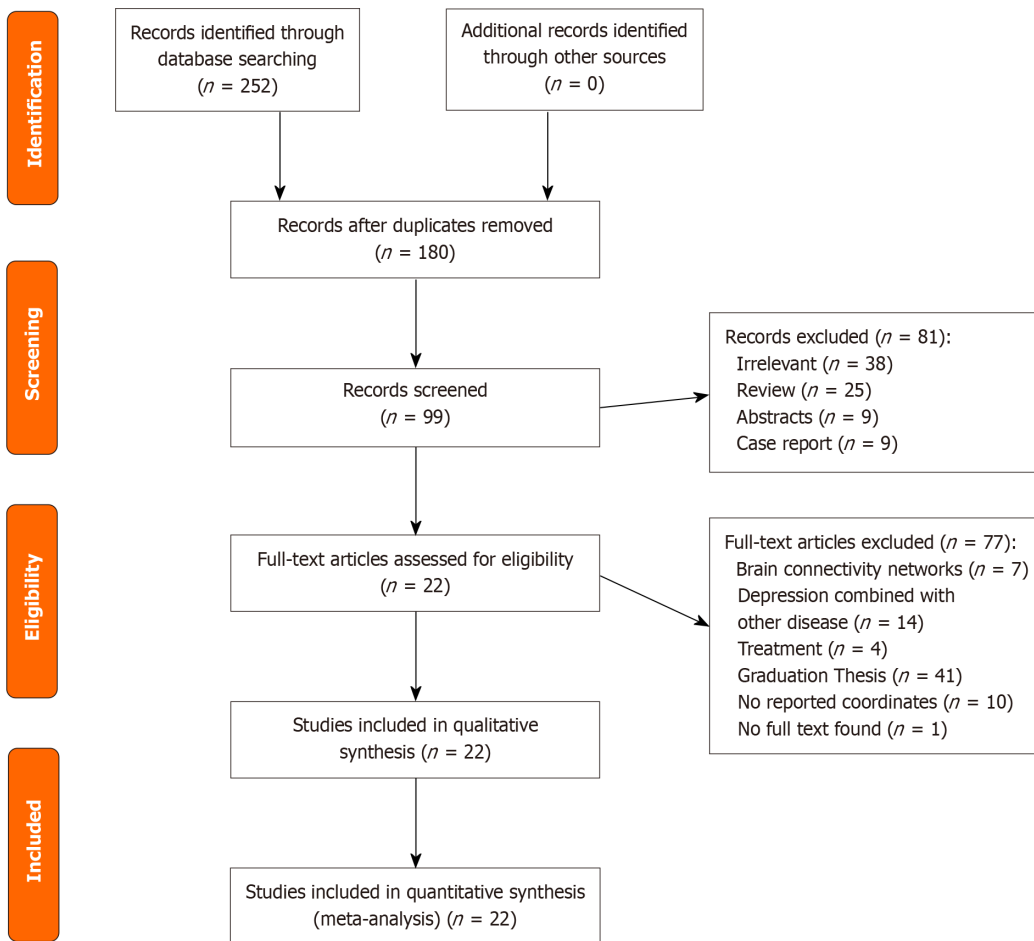 Identification
Records identified through
database searching
(n = 252)
Additional records identified
through other sources
(n = 0)
Records after duplicates removed
(n = 180)
Screening
Records screened
(n = 99)
Records excluded (n = 81):
Irrelevant (n = 38)
Review (n = 25)
Abstracts (n = 9)
Case report (n = 9)
Eligibility
Full-text articles assessed for eligibility
(n = 22)
Full-text articles excluded (n = 77):
Brain connectivity networks (n = 7)
Depression combined with
other disease (n = 14)
Treatment (n = 4)
Graduation Thesis (n = 41)
No reported coordinates (n = 10)
No full text found (n = 1)
Included
Studies included in qualitative
synthesis (n = 22)
Studies included in quantitative synthesis
(meta-analysis) (n = 22)